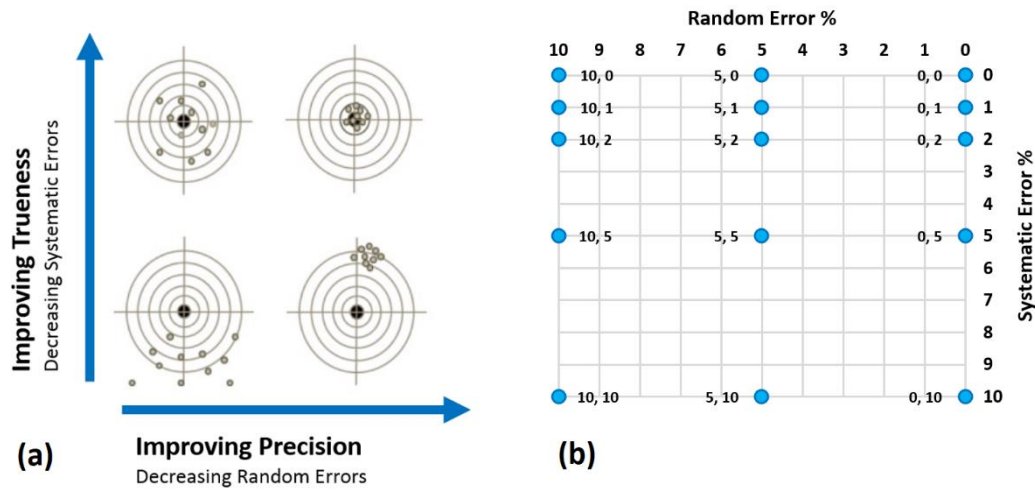 Improving Trueness
Decreasing Systematic Errors
Improving Precision
Decreasing Random Errors
(a)
Random Error %
10 9 8 7 6 5 4 3 2 1 0
10, 0 5, 0 0, 0 0
10, 1 5, 1 0, 1 1
10, 2 5, 2 0, 2 2
3
4
10, 5 5, 5 0, 5 5
6
7
8
9
10, 10 5, 10 0, 10 10
Systematic Error %
(b)